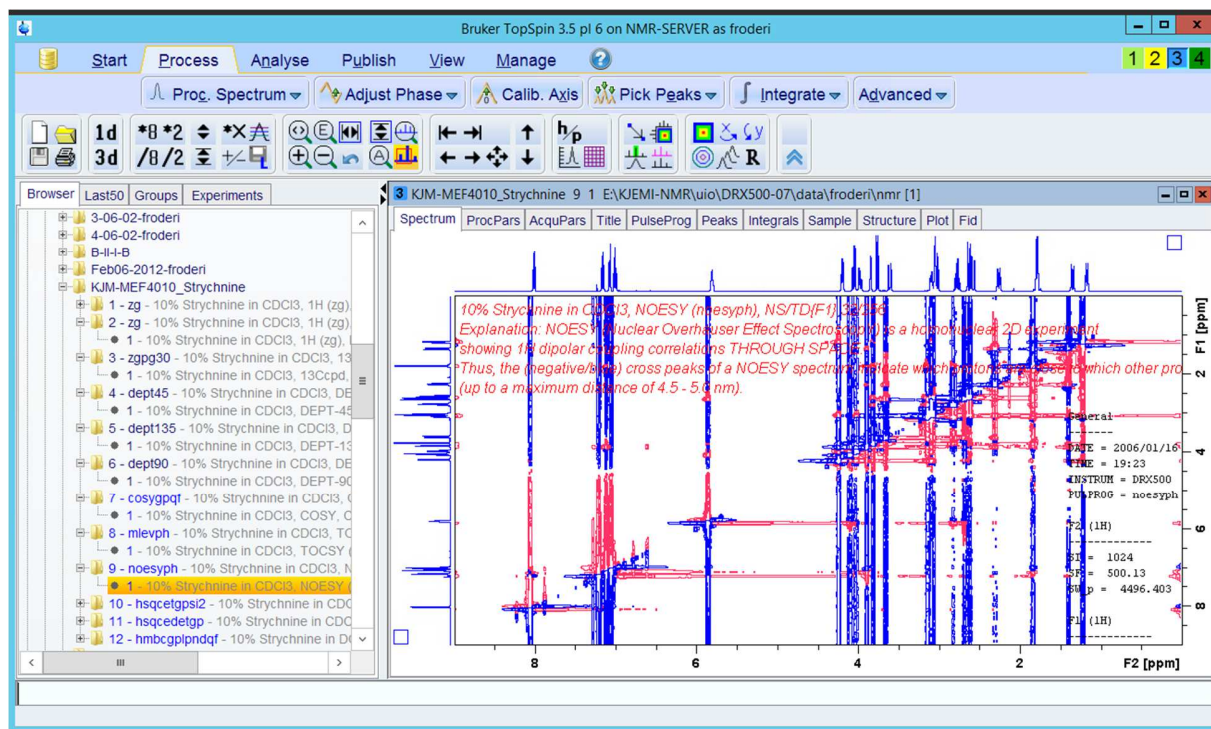 Bruker TopSpin 3.5 pl 6 on NMR-SERVER as froderi
Start Process Analyse Publish View Manage ? 1 2 3 4
Proc. Spectrum Adjust Phase Calib. Axis Pick Peaks Integrate Advanced
1d *8 *2 *X E h/p
3d /8 /2 +/- L A R
Browser Last50 Groups Experiments
3-06-02-froderi
4-06-02-froderi
B-II-I-B
Feb06-2012-froderi
KJM-MEF4010_Strychnine
1 - zg - 10% Strychnine in CDCl3, 1H (zg),
2 - zg - 10% Strychnine in CDCl3, 1H (zg),
1 - 10% Strychnine in CDCl3, 1H (zg),
3 - zgpg30 - 10% Strychnine in CDCl3, 13
1 - 10% Strychnine in CDCl3, 13Ccpd,
4 - dept45 - 10% Strychnine in CDCl3, DE
1 - 10% Strychnine in CDCl3, DEPT-45
5 - dept135 - 10% Strychnine in CDCl3, D
1 - 10% Strychnine in CDCl3, DEPT-13
6 - dept90 - 10% Strychnine in CDCl3, DE
1 - 10% Strychnine in CDCl3, DEPT-90
7 - cosygpqf - 10% Strychnine in CDCl3, C
1 - 10% Strychnine in CDCl3, COSY, C
8 - mlevph - 10% Strychnine in CDCl3, TC
1 - 10% Strychnine in CDCl3, TOCSY (
9 - noesyph - 10% Strychnine in CDCl3, N
1 - 10% Strychnine in CDCl3, NOESY (
10 - hsqcetgpsi2 - 10% Strychnine in CDC
11 - hsqcedetgp - 10% Strychnine in CDC
12 - hmbcgplpndqf - 10% Strychnine in
3 KJM-MEF4010_Strychnine 9 1 E:\KJEMI-NMR\uio\DRX500-07\data\froderi\nmr [1]
Spectrum ProcPars AcquPars Title PulseProg Peaks Integrals Sample Structure Plot Fid
10% Strychnine in CDCl3, NOESY (noesyph), NS/TD(F1)
Explanation: NOESY (Nuclear Overhauser Effect Spectroscopy) is a homonuclear 2D experiment
showing 1H dipolar coupling correlations THROUGH
Thus, the (negative/ ) cross peaks of a NOESY spectrum indicate which which other pro
(up to a maximum distance of 4.5 - 5.0 nm).
General
-------
DATE = 2006/01/16
TIME = 19:23
INSTRUM = DRX500
PULPROG = noesyph
F2 (1H)
------------
SI = 1024
SF = 500.13
SW_p = 4496.403
F1 (1H)
------------
F1 [ppm]
2
4
6
8
8 6 4 2 F2 [ppm]